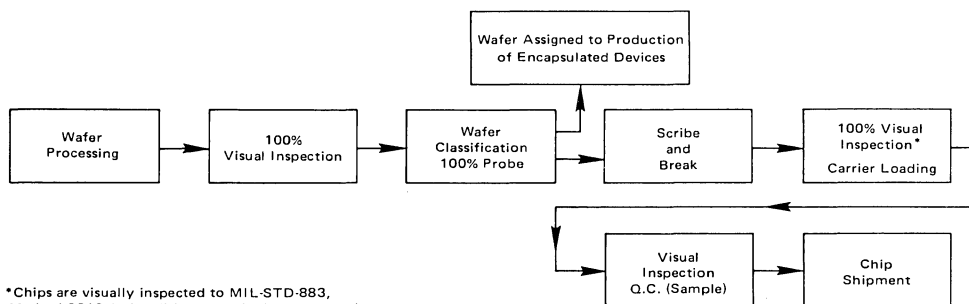 Wafer Assigned to Production
of Encapsulated Devices
Wafer
Processing
100%
Visual Inspection
Wafer
Classification
100% Probe
Scribe
and
Break
100% Visual
Inspection*
Carrier Loading
Visual
Inspection
Q.C. (Sample)
Chip
Shipment
*Chips are visually inspected to MIL-STD-883,